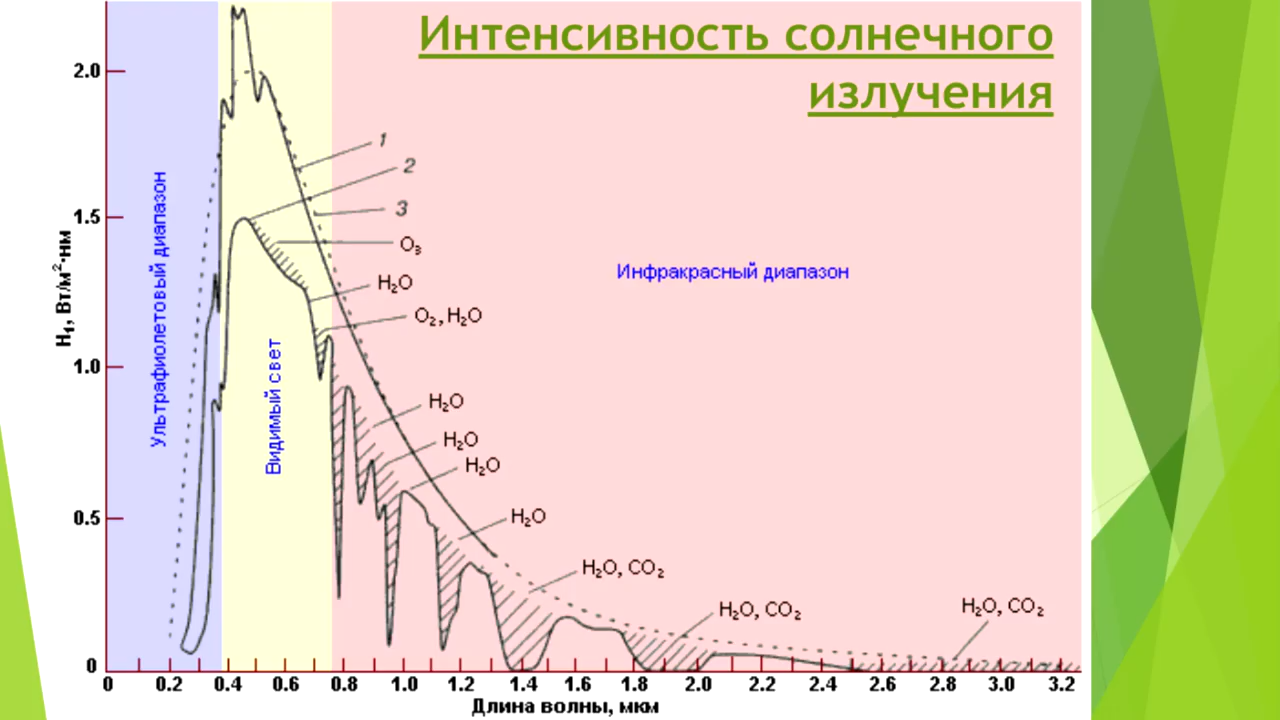 Интенсивность солнечного
излучения
2.0
1.5
1.0
0.5
0
H₁, Вт/м²·нм
Ультрафиолетовый диапазон
Видимый свет
Инфракрасный диапазон
1
2
3
O₃
H₂O
O₂, H₂O
H₂O
H₂O
H₂O
H₂O
H₂O, CO₂
H₂O, CO₂
H₂O, CO₂
0 0.2 0.4 0.6 0.8 1.0 1.2 1.4 1.6 1.8 2.0 2.2 2.4 2.6 2.8 3.0 3.2
Длина волны, мкм